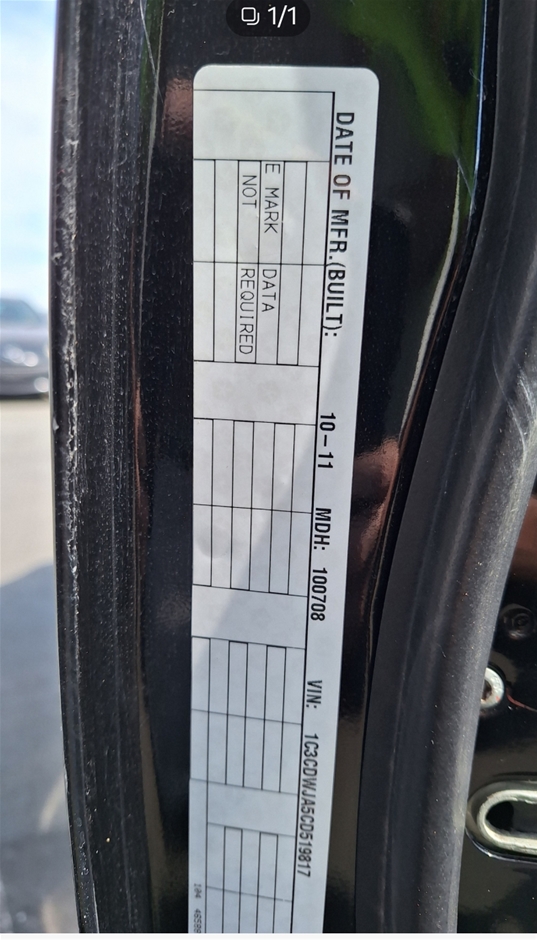 1/1
DATE OF MFR.(BUILT): 10-11 MDH: 100708 VIN: 1C3CDWJA5CD519817
E MARK DATA
NOT REQUIRED